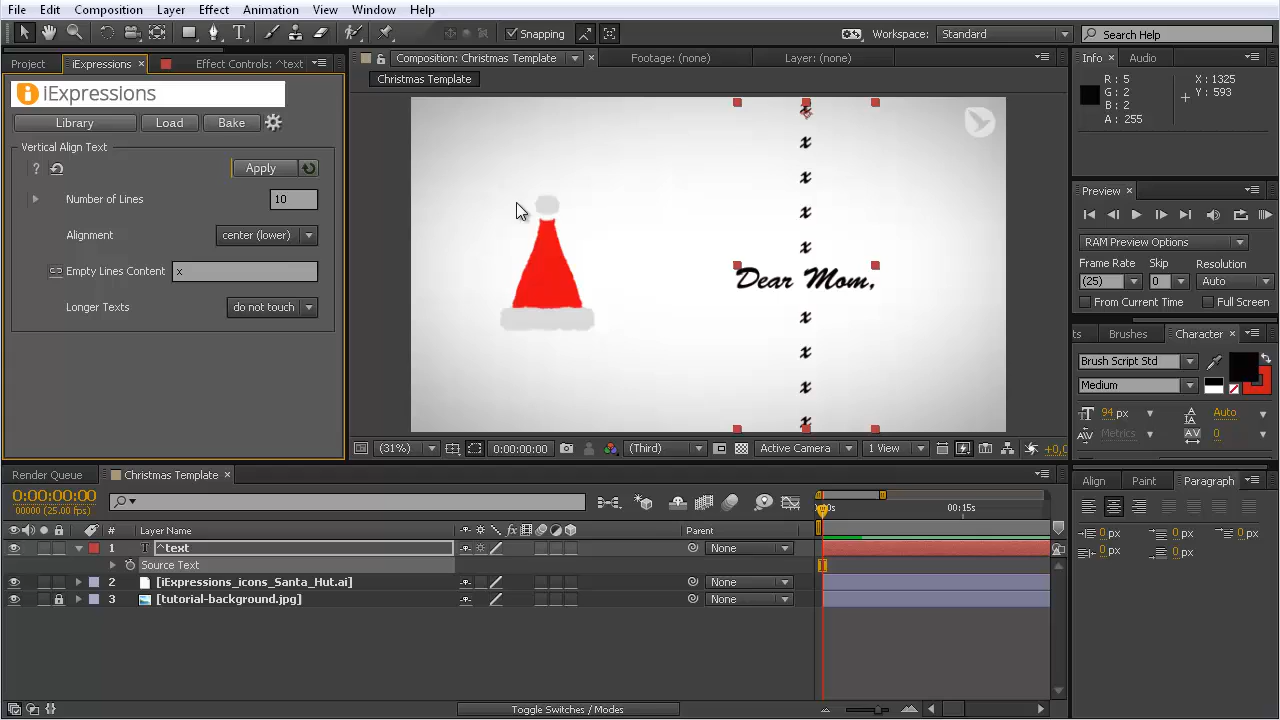 File Edit Composition Layer Effect Animation View Window Help
Snapping Workspace: Standard Search Help
Project iExpressions Effect Controls: ^text
Composition: Christmas Template Footage: (none) Layer: (none)
Info Audio
Christmas Template
iExpressions
R : 5 X : 1325
G : 2 Y : 593
B : 2
A : 255
Library Load Bake
Vertical Align Text
? Apply
Number of Lines 10
Alignment center (lower)
Empty Lines Content x
Longer Texts do not touch
x
x
x
x
x
Dear Mom,
x
x
x
x
Preview
RAM Preview Options
Frame Rate Skip Resolution
(25) 0 Auto
From Current Time Full Screen
ts Brushes Character
Brush Script Std
Medium
94 px Auto
Metrics 0
(31%) 0:00:00:00 (Third) Active Camera 1 View +0,0
Render Queue Christmas Template
Align Paint Paragraph
0:00:00:00
00000 (25.00 fps)
00s 00:15s
0 px 0 px 0 px
0 px 0 px
# Layer Name Parent
1 T ^text None
Source Text
2 [iExpressions_icons_Santa_Hut.ai] None
3 [tutorial-background.jpg] None
Toggle Switches / Modes